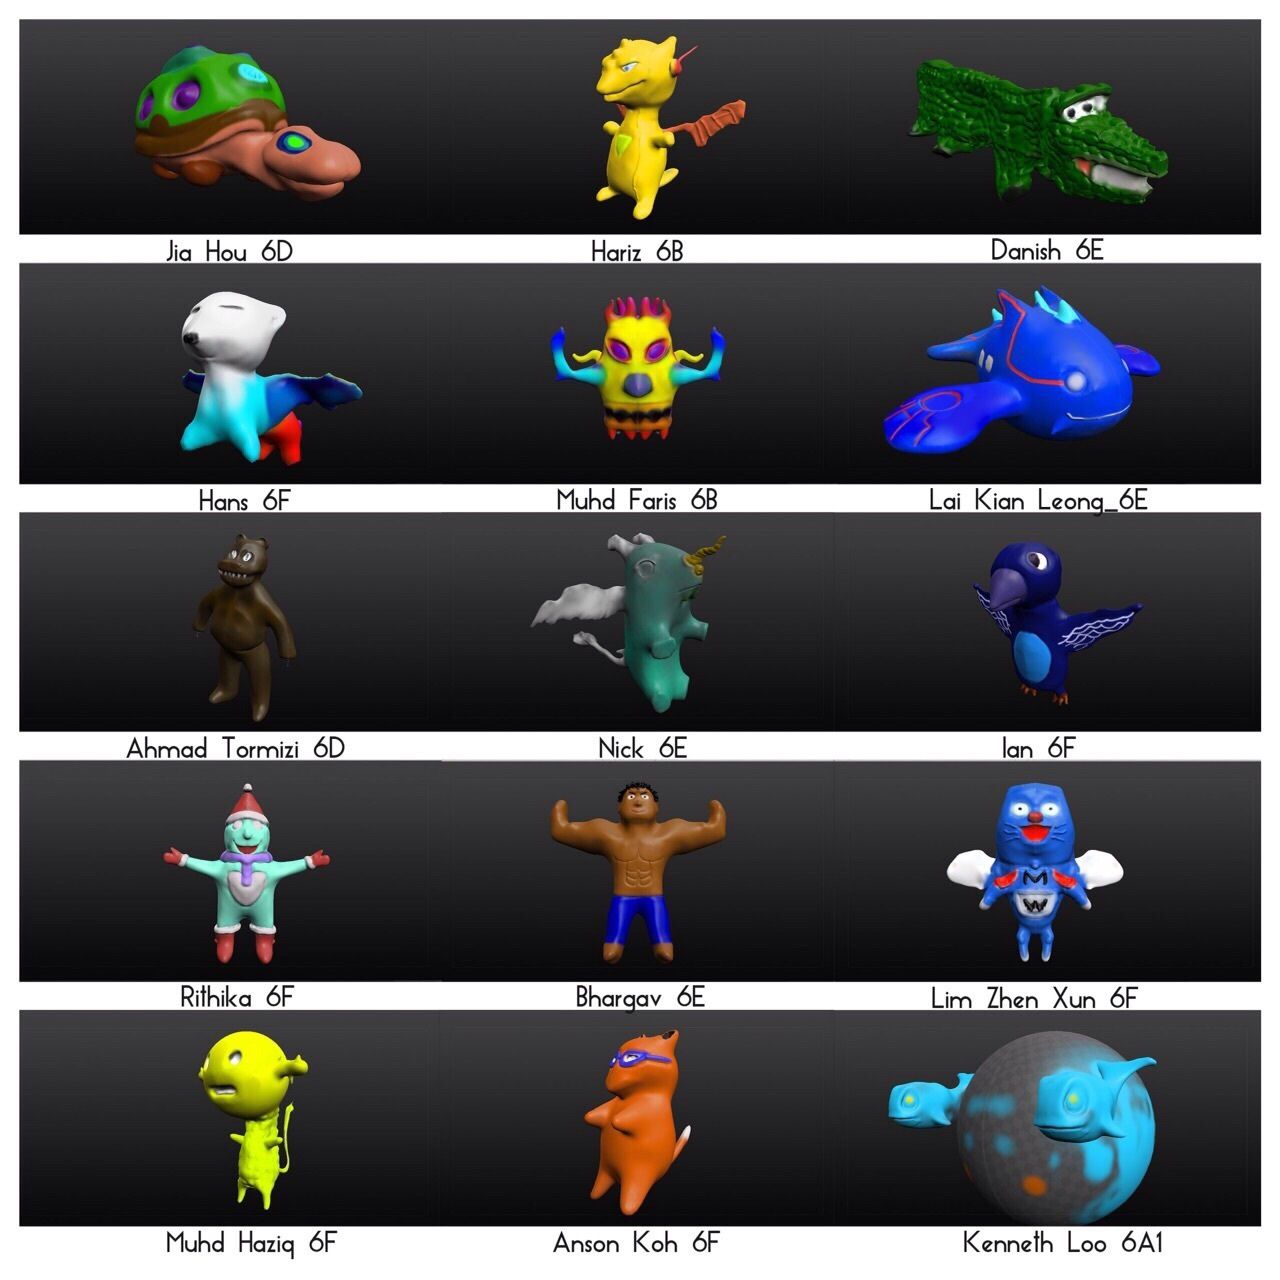 Jia Hou 6D
Hariz 6B
Danish 6E
Hans 6F
Muhd Faris 6B
Lai Kian Leong_6E
Ahmad Tormizi 6D
Nick 6E
Ian 6F
Rithika 6F
Bhargav 6E
M
W
Lim Zhen Xun 6F
Muhd Haziq 6F
Anson Koh 6F
Kenneth Loo 6A1